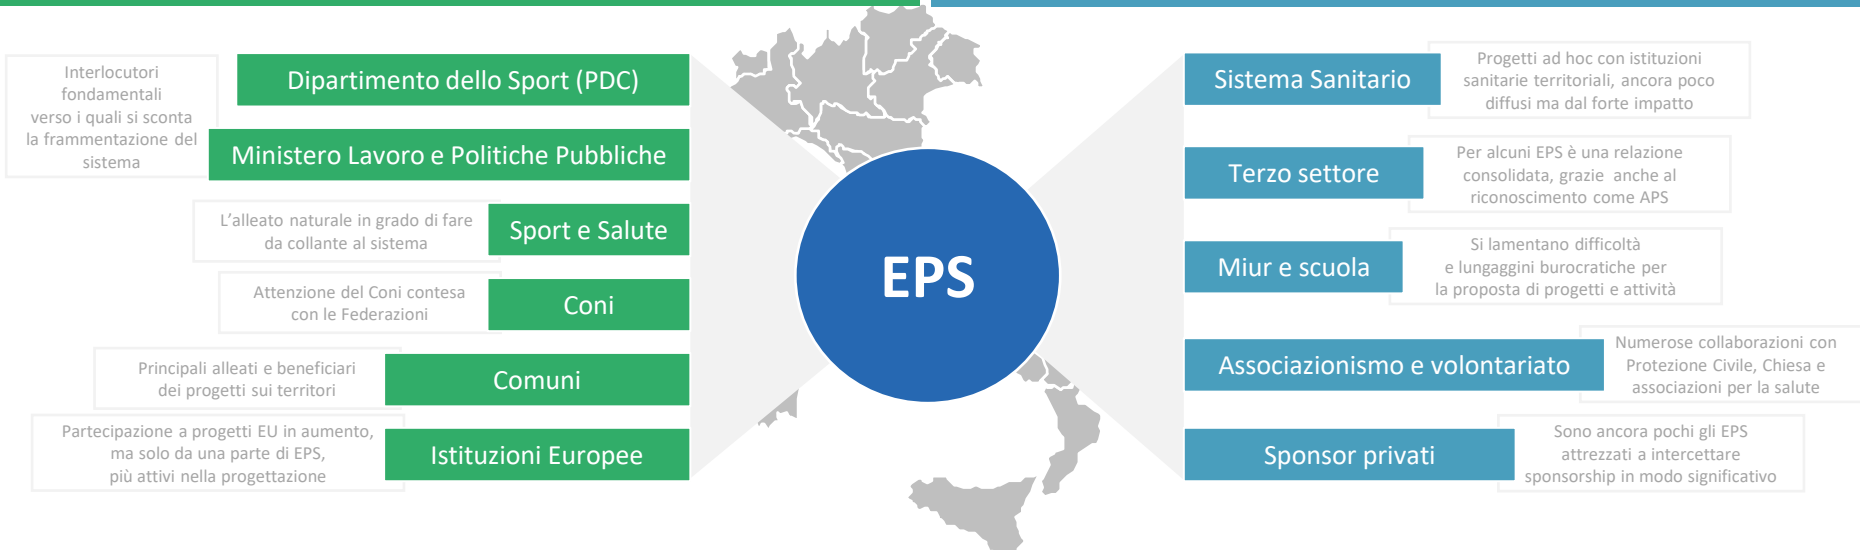 Interlocutori
fondamentali
verso i quali si sconta
la frammentazione del
sistema
Dipartimento dello Sport (PDC)
Ministero Lavoro e Politiche Pubbliche
L'alleato naturale in grado di fare
da collante al sistema
Sport e Salute
Attenzione del Coni contesa
con le Federazioni
Coni
Principali alleati e beneficiari
dei progetti sui territori
Comuni
Partecipazione a progetti EU in aumento,
ma solo da una parte di EPS,
più attivi nella progettazione
Istituzioni Europee
EPS
Sistema Sanitario
Progetti ad hoc con istituzioni
sanitarie territoriali, ancora poco
diffusi ma dal forte impatto
Terzo settore
Per alcuni EPS è una relazione
consolidata, grazie anche al
riconoscimento come APS
Miur e scuola
Si lamentano difficoltà
e lungaggini burocratiche per
la proposta di progetti e attività
Associazionismo e volontariato
Numerose collaborazioni con
Protezione Civile, Chiesa e
associazioni per la salute
Sponsor privati
Sono ancora pochi gli EPS
attrezzati a intercettare
sponsorship in modo significativo